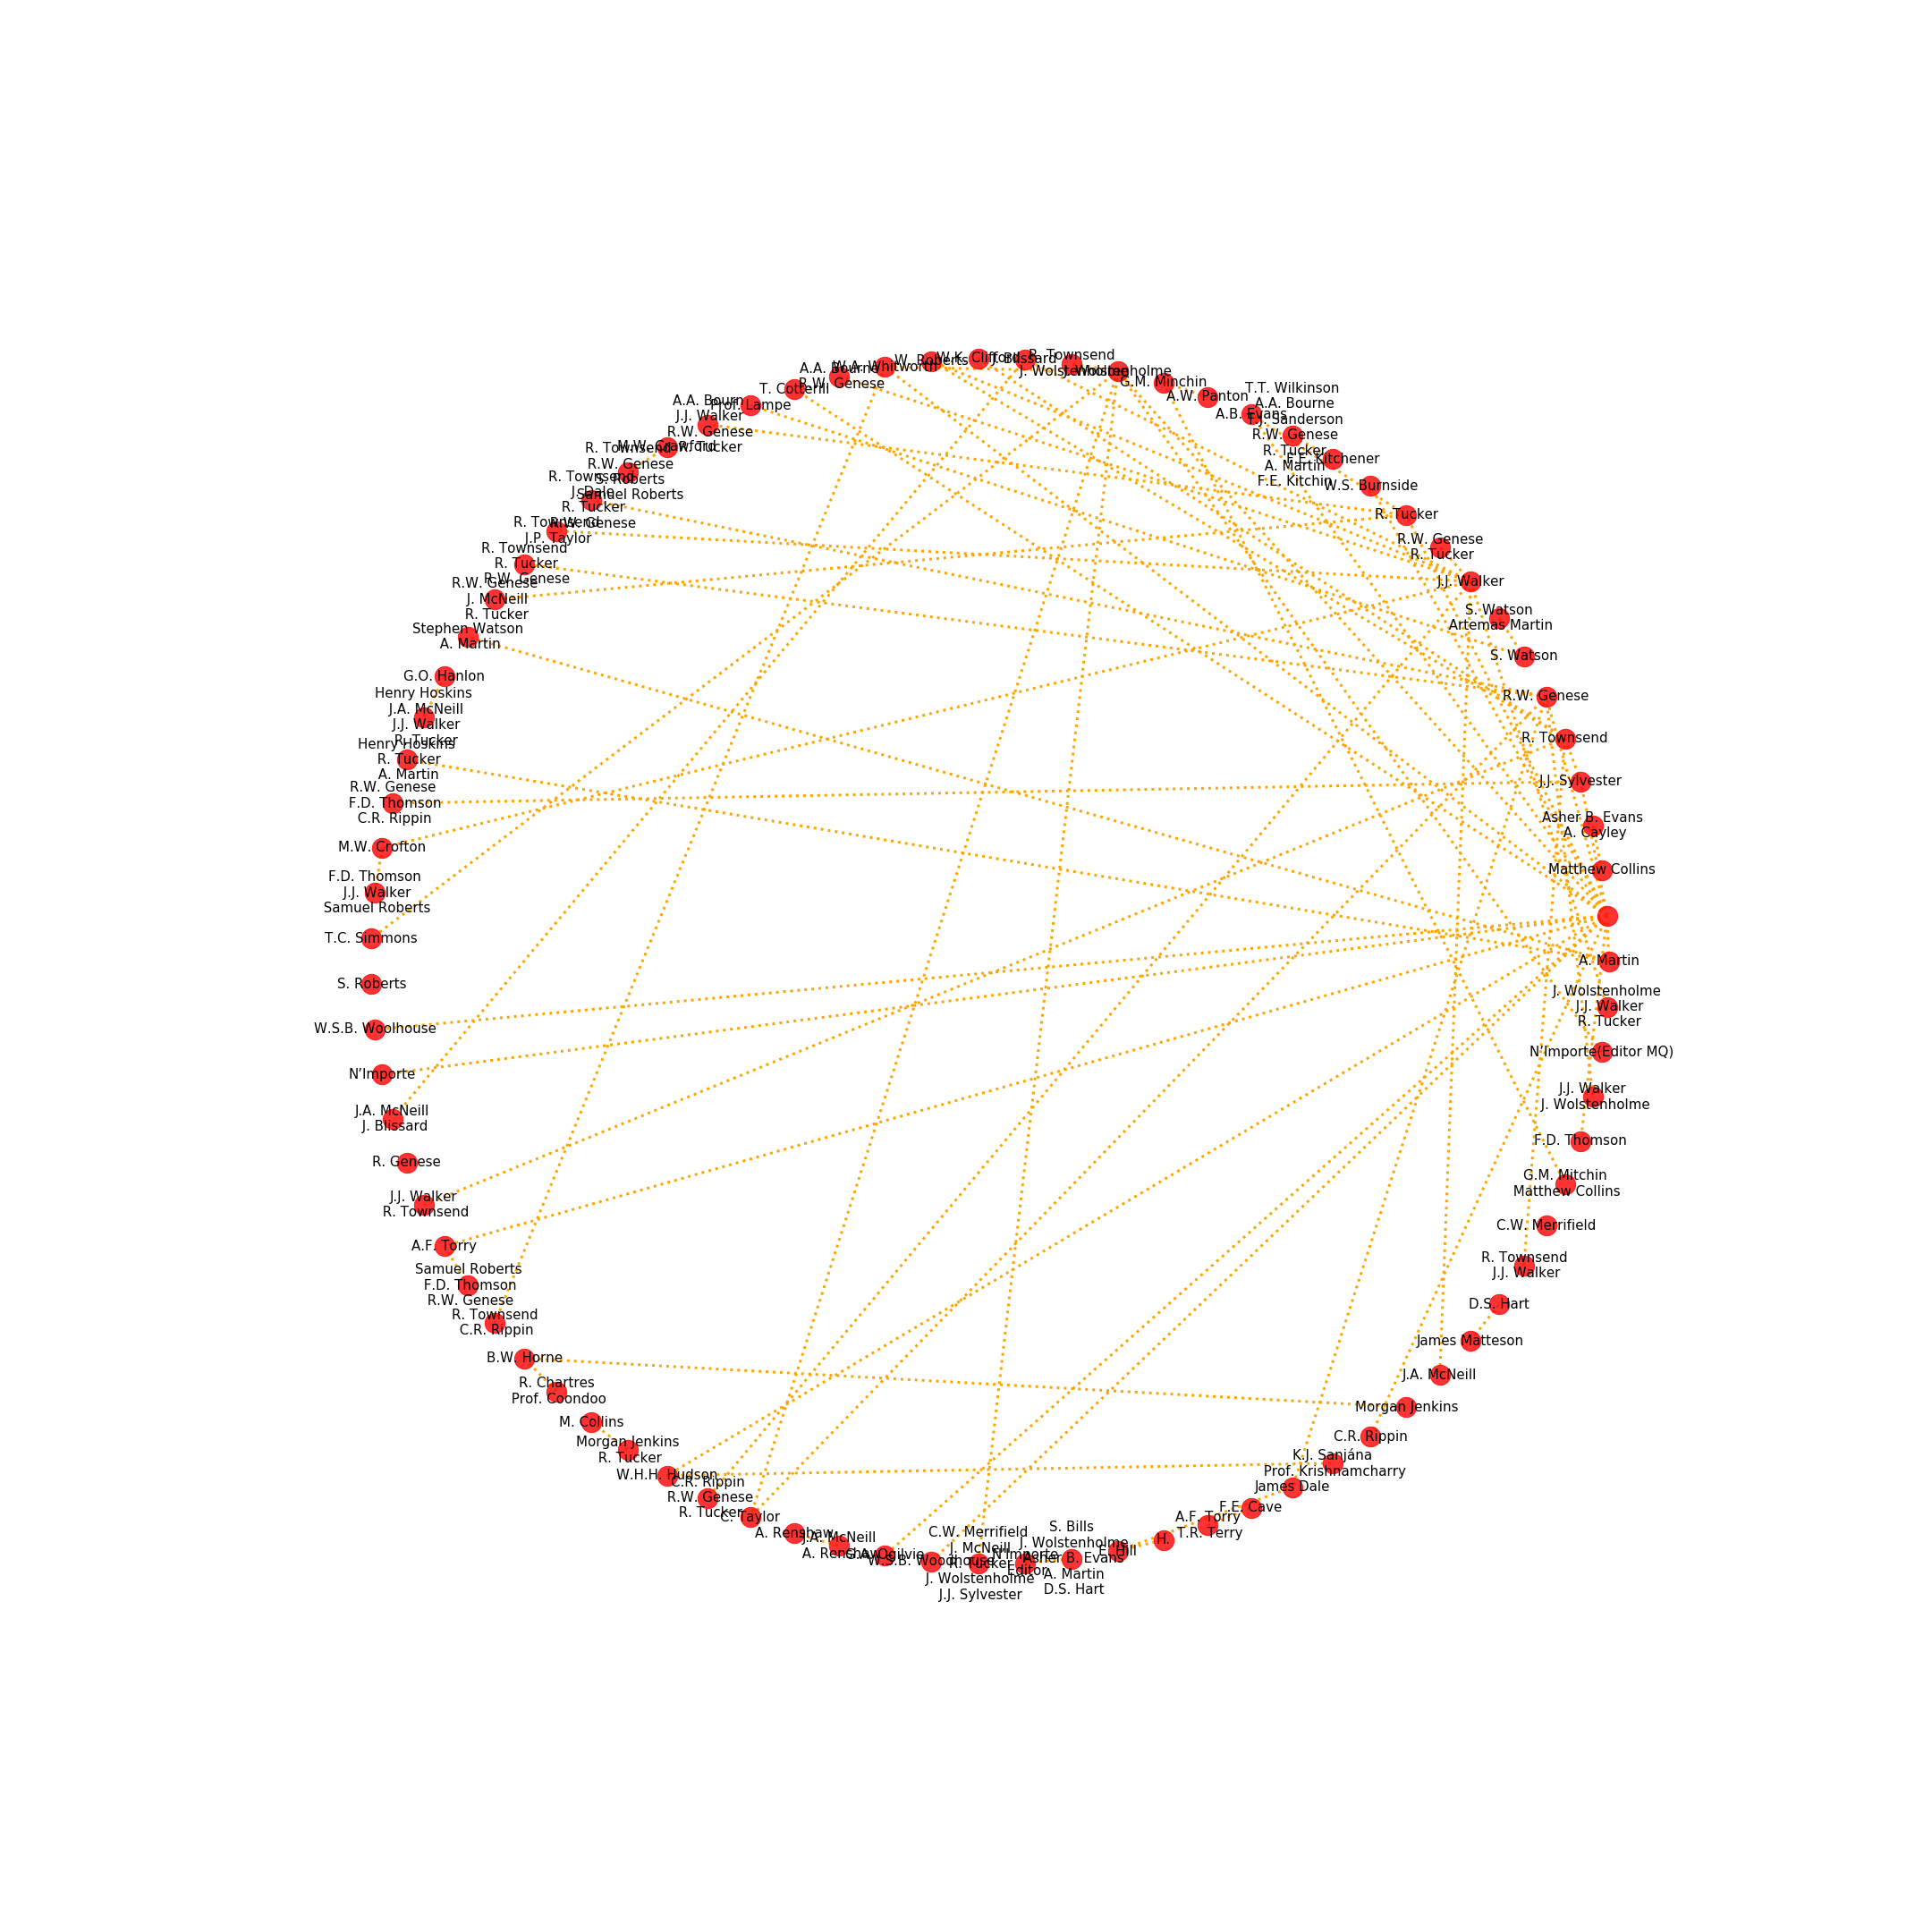 R. Townsend
J. Wolstenholme
J. Wolstenholme
G.M. Minchin
A.W. Panton
A.B. Evans
T.T. Wilkinson
A.A. Bourne
T.J. Sanderson
R.W. Genese
R. Tucker
A. Martin
F.E. Kitchin
F.E. Kitchener
W.S. Burnside
R. Tucker
R.W. Genese
R. Tucker
J.J. Walker
S. Watson
Artemas Martin
S. Watson
R.W. Genese
R. Townsend
J.J. Sylvester
Asher B. Evans
A. Cayley
Matthew Collins
A. Martin
J. Wolstenholme
J.J. Walker
R. Tucker
N'Importe(Editor MQ)
J.J. Walker
J. Wolstenholme
F.D. Thomson
G.M. Mitchin
Matthew Collins
C.W. Merrifield
R. Townsend
J.J. Walker
D.S. Hart
James Matteson
J.A. McNeill
Morgan Jenkins
C.R. Rippin
K.J. Sanjána
Prof. Krishnamcharry
James Dale
F.E. Cave
A.F. Torry
T.R. Terry
H.
E. Hill
S. Bills
J. Wolstenholme
Asher B. Evans
A. Martin
D.S. Hart
N'Importe
Editor
C.W. Merrifield
J. McNeill
R. Tucker
J. Wolstenholme
J.J. Sylvester
W.S.B. Woodhouse
G.A. Ogilvie
J.A. McNeill
A. Renshaw
A. Renshaw
C. Taylor
C.R. Rippin
R.W. Genese
R. Tucker
W.H.H. Hudson
Morgan Jenkins
R. Tucker
M. Collins
R. Chartres
Prof. Coondoo
B.W. Horne
R. Townsend
C.R. Rippin
Samuel Roberts
F.D. Thomson
R.W. Genese
A.F. Torry
J.J. Walker
R. Townsend
R. Genese
J.A. McNeill
J. Blissard
N’Importe
W.S.B. Woolhouse
S. Roberts
T.C. Simmons
F.D. Thomson
J.J. Walker
Samuel Roberts
M.W. Crofton
R.W. Genese
F.D. Thomson
C.R. Rippin
Henry Hoskins
R. Tucker
A. Martin
Henry Hoskins
J.A. McNeill
J.J. Walker
R. Tucker
G.O. Hanlon
Stephen Watson
A. Martin
R.W. Genese
J. McNeill
R. Tucker
R. Townsend
R. Tucker
R.W. Genese
R. Townsend
J.P. Taylor
R. Townsend
J. Dale
R. Tucker
R.W. Genese
R. Townsend
R.W. Genese
S. Roberts
Samuel Roberts
M.W. Crawford
A.A. Bourn
J.J. Walker
R.W. Genese
R. Tucker
Prof. Lampe
T. Cotterill
A.A. Bourne
R.W. Genese
W.A. Whitworth
W. Roberts
W.K. Clifford
J. Blissard